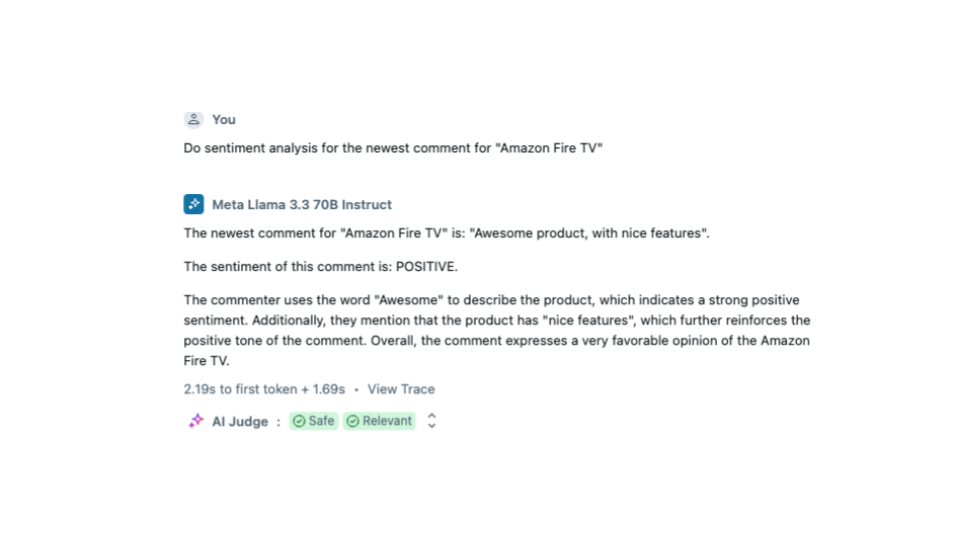 You
Do sentiment analysis for the newest comment for "Amazon Fire TV"
Meta Llama 3.3 70B Instruct
The newest comment for "Amazon Fire TV" is: "Awesome product, with nice features".
The sentiment of this comment is: POSITIVE.
The commenter uses the word "Awesome" to describe the product, which indicates a strong positive
sentiment. Additionally, they mention that the product has "nice features", which further reinforces the
positive tone of the comment. Overall, the comment expresses a very favorable opinion of the Amazon
Fire TV.
2.19s to first token + 1.69s • View Trace
AI Judge : Safe Relevant